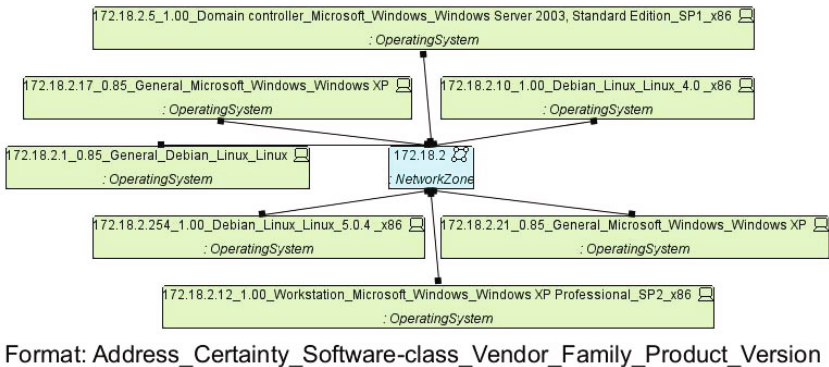 172.18.2.5_1.00_Domain controller_Microsoft_Windows_Windows Server 2003, Standard Edition_SP1_x86
: OperatingSystem
172.18.2.17_0.85_General_Microsoft_Windows_Windows XP
: OperatingSystem
172.18.2.10_1.00_Debian_Linux_Linux_4.0 _x86
: OperatingSystem
172.18.2.1_0.85_General_Debian_Linux_Linux
: OperatingSystem
172.18.2
: NetworkZone
172.18.2.254_1.00_Debian_Linux_Linux_5.0.4 _x86
: OperatingSystem
172.18.2.21_0.85_General_Microsoft_Windows_Windows XP
: OperatingSystem
172.18.2.12_1.00_Workstation_Microsoft_Windows_Windows XP Professional_SP2_x86
: OperatingSystem
Format: Address_Certainty_Software-class_Vendor_Family_Product_Version